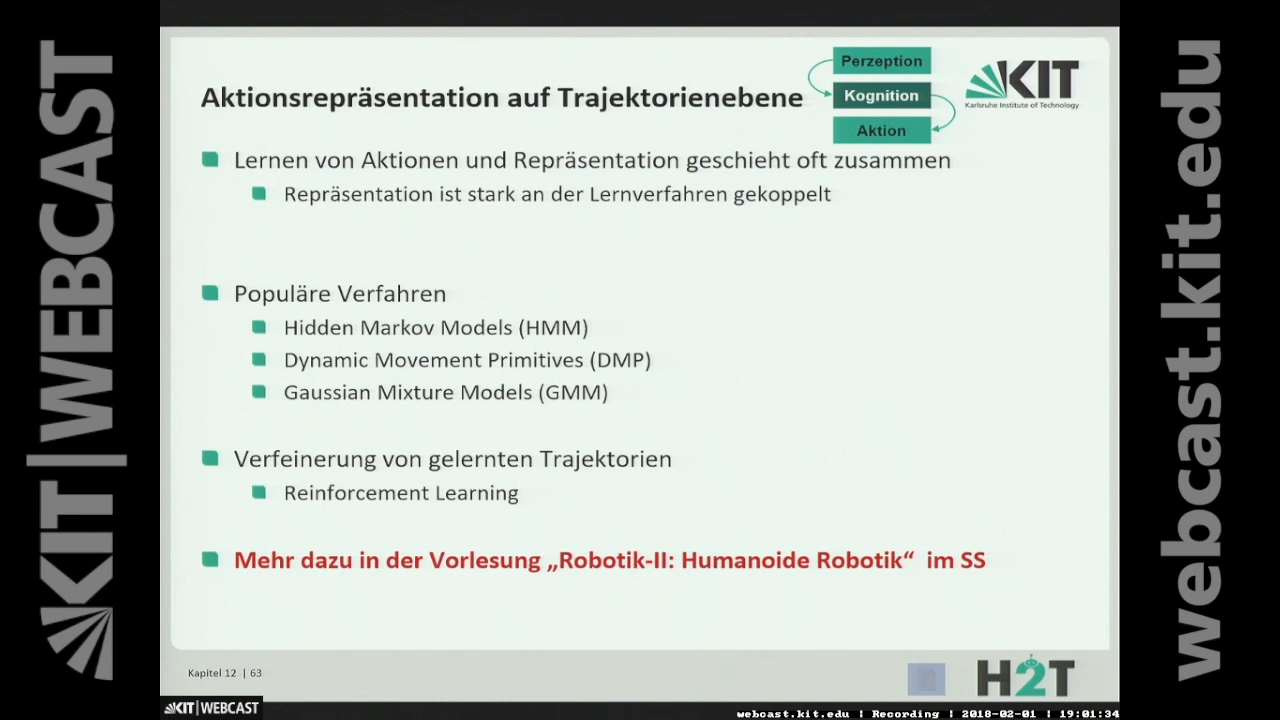 KIT|WEBCAST
Perzeption
Kognition
Aktion
KIT
Karlsruhe Institute of Technology
Aktionsrepräsentation auf Trajektorienebene
Lernen von Aktionen und Repräsentation geschieht oft zusammen
Repräsentation ist stark an der Lernverfahren gekoppelt
Populäre Verfahren
Hidden Markov Models (HMM)
Dynamic Movement Primitives (DMP)
Gaussian Mixture Models (GMM)
Verfeinerung von gelernten Trajektorien
Reinforcement Learning
Mehr dazu in der Vorlesung „Robotik-II: Humanoide Robotik“ im SS
Kapitel 12 | 63
H2T
KIT|WEBCAST
webcast.kit.edu | Recording | 2018-02-01 | 19:01:34
webcast.kit.edu